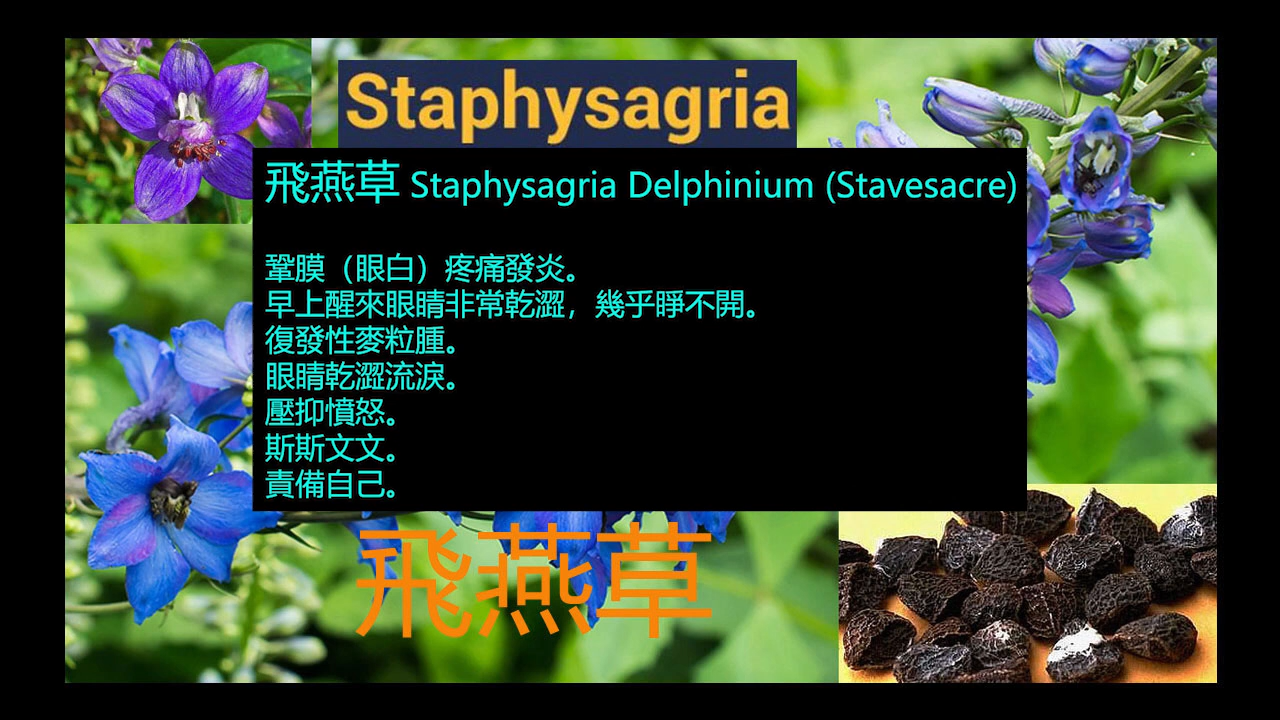 Staphysagria
飛燕草 Staphysagria Delphinium (Stavesacre)
鞏膜（眼白）疼痛發炎。
早上醒來眼睛非常乾澀，幾乎睜不開。
復發性麥粒腫。
眼睛乾澀流淚。
壓抑憤怒。
斯斯文文。
責備自己。
飛燕草